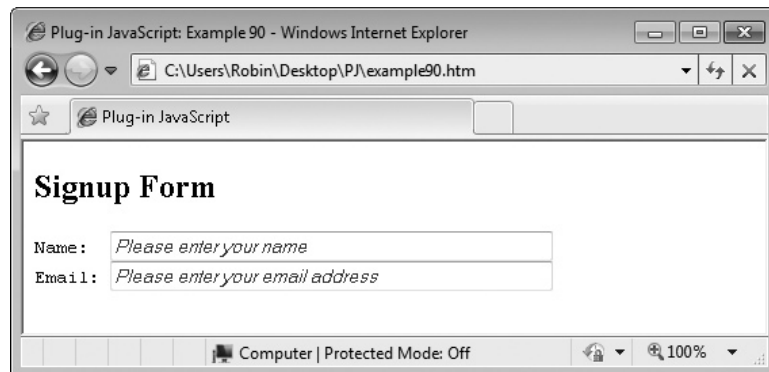 Plug-in JavaScript: Example 90 - Windows Internet Explorer
C:\Users\Robin\Desktop\PJ\example90.htm
Plug-in JavaScript
Signup Form
Name: Please enter your name
Email: Please enter your email address
Computer | Protected Mode: Off
100%